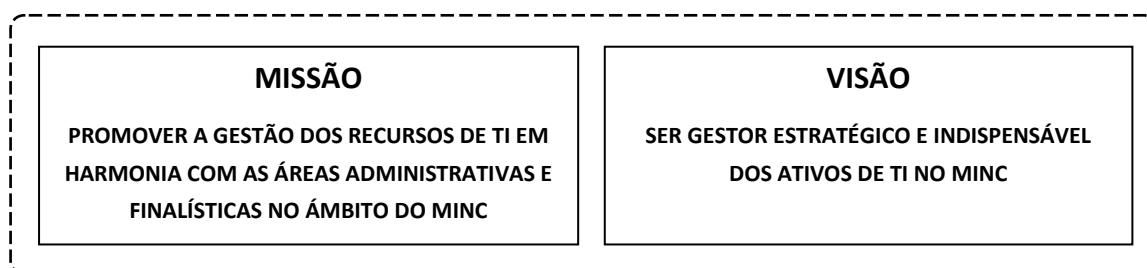 MISSÃO
PROMOVER A GESTÃO DOS RECURSOS DE TI EM
HARMONIA COM AS ÁREAS ADMINISTRATIVAS E
FINALÍSTICAS NO ÁMBITO DO MINC
VISÃO
SER GESTOR ESTRATÉGICO E INDISPENSÁVEL
DOS ATIVOS DE TI NO MINC